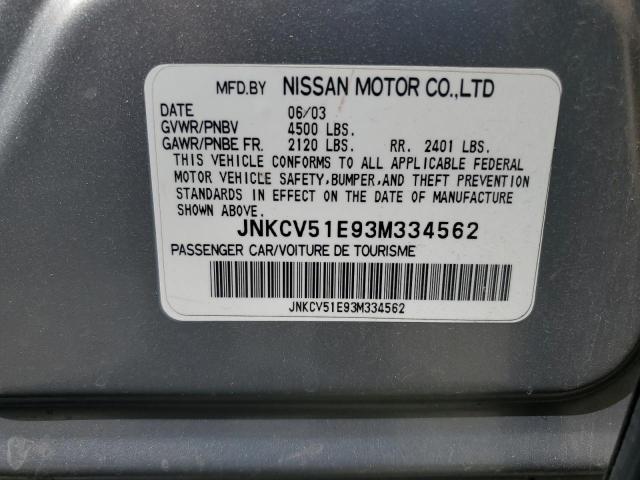 MFD.BY NISSAN MOTOR CO.,LTD
DATE 06/03
GVWR/PNBV 4500 LBS.
GAWR/PNBE FR. 2120 LBS. RR. 2401 LBS.
THIS VEHICLE CONFORMS TO ALL APPLICABLE FEDERAL
MOTOR VEHICLE SAFETY,BUMPER,AND THEFT PREVENTION
STANDARDS IN EFFECT ON THE DATE OF MANUFACTURE
SHOWN ABOVE. JNKCV51E93M334562
PASSENGER CAR/VOITURE DE TOURISME
JNKCV51E93M334562